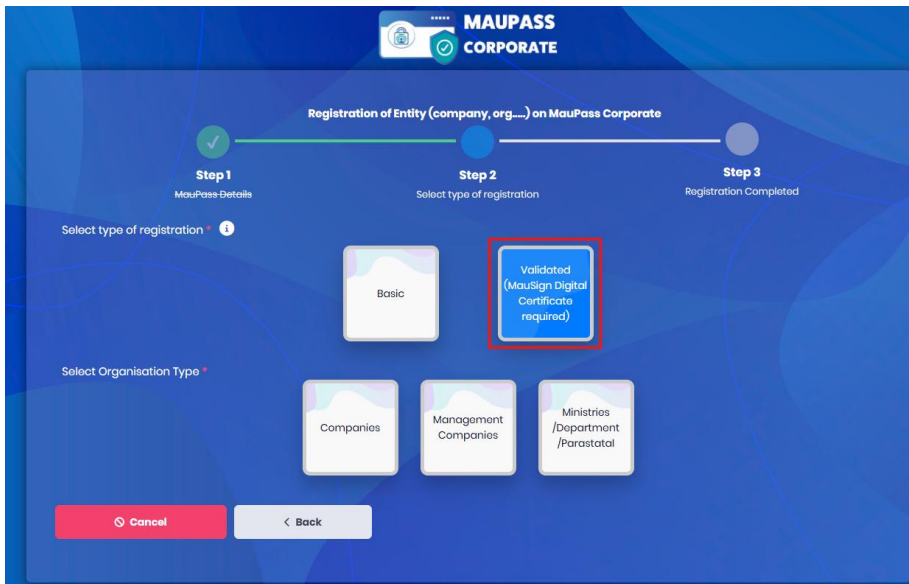 MAUPASS
CORPORATE
Registration of Entity (company, org.....) on MauPass Corporate
Step 1
MauPass Details
Step 2
Select type of registration
Step 3
Registration Completed
Select type of registration * i
Basic
Validated
(MauSign Digital
Certificate
required)
Select Organisation Type *
Companies
Management
Companies
Ministries
/Department
/Parastatal
Cancel
< Back